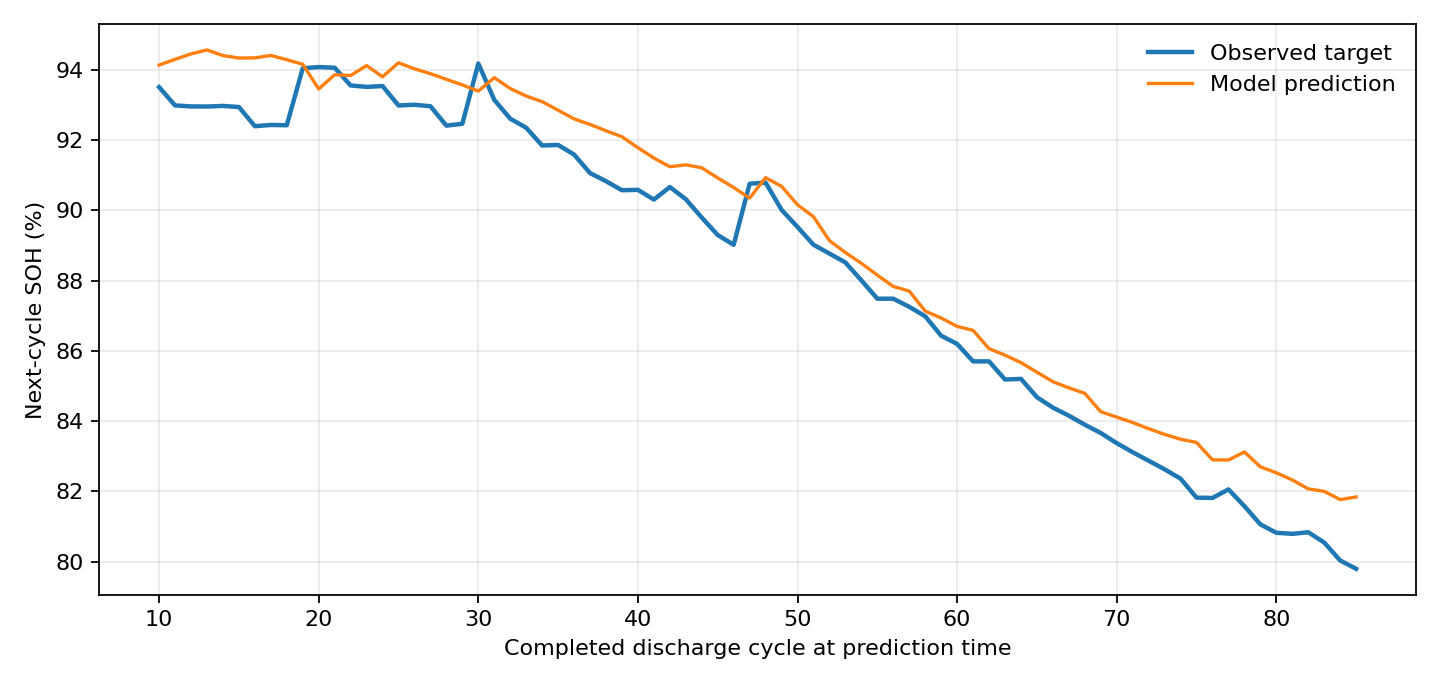 Observed target
Model prediction
Next-cycle SOH (%)
94
92
90
88
86
84
82
80
10 20 30 40 50 60 70 80
Completed discharge cycle at prediction time